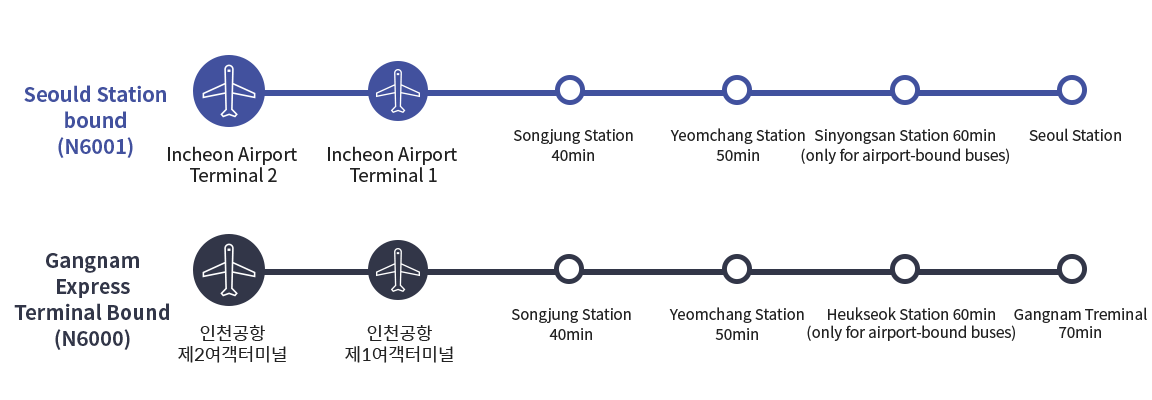 Seould Station
bound
(N6001)
Incheon Airport
Terminal 2
Incheon Airport
Terminal 1
Songjung Station
40min
Yeomchang Station
50min
Sinyongsan Station 60min
(only for airport-bound buses)
Seoul Station
Gangnam
Express
Terminal Bound
(N6000)
인천공항
제2여객터미널
인천공항
제1여객터미널
Songjung Station
40min
Yeomchang Station
50min
Heukseok Station 60min
(only for airport-bound buses)
Gangnam Treminal
70min